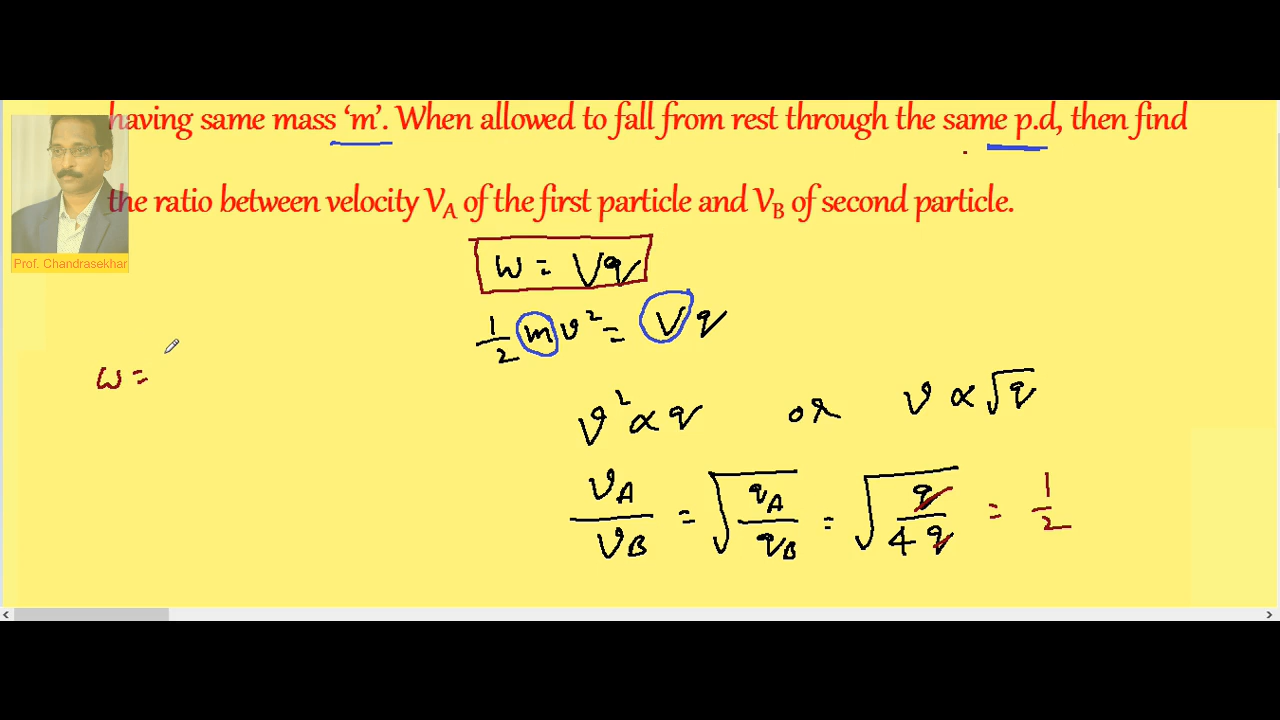 having same mass ‘m’. When allowed to fall from rest through the same p.d, then find
the ratio between velocity VA of the first particle and VB of second particle.
Prof. Chandrasekhar
W = Vq
1/2 mv² = Vq
W =
v² ∝ q or v ∝ √q
vA/vB = √(qA/qB) = √(q/4q) = 1/2